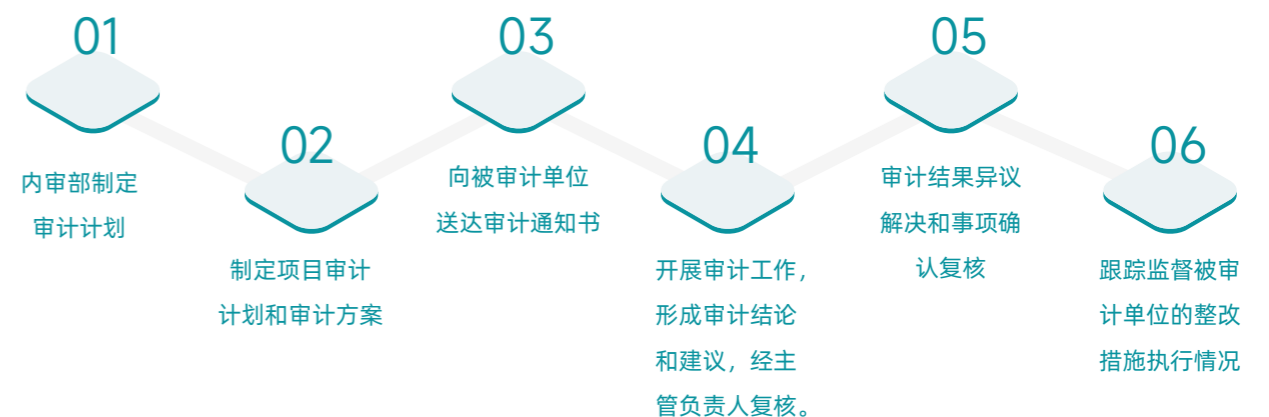 01
内审部制定
审计计划
02
制定项目审计
计划和审计方案
03
向被审计单位
送达审计通知书
04
开展审计工作，
形成审计结论
和建议，经主
管负责人复核。
05
审计结果异议
解决和事项确
认复核
06
跟踪监督被审
计单位的整改
措施执行情况